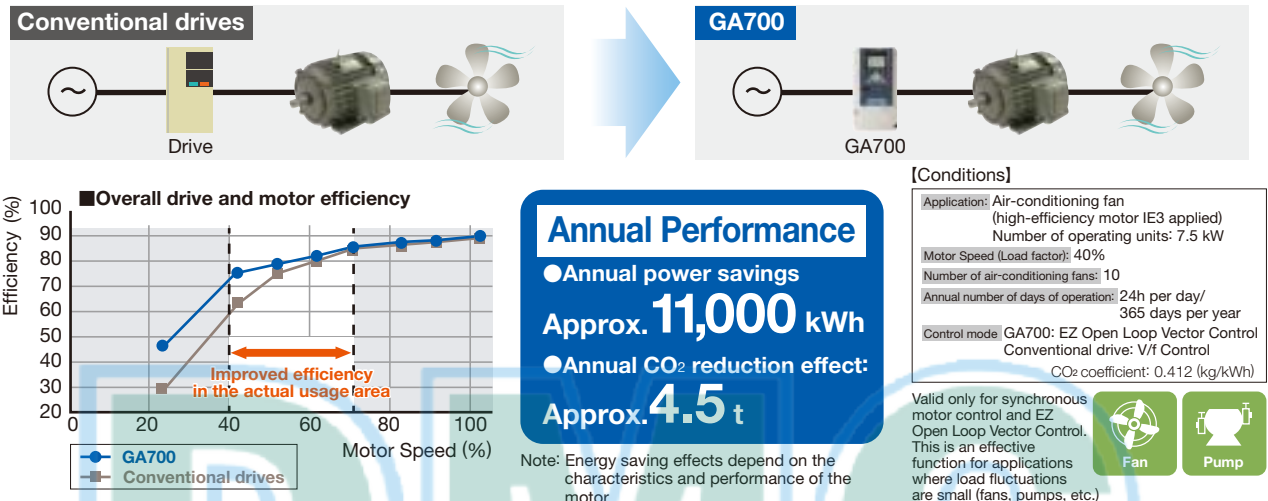 Conventional drives
Drive
GA700
GA700
■Overall drive and motor efficiency
Efficiency (%)
100
90
80
70
60
50
40
30
20
0
20
40
60
80
100
Motor Speed (%)
Improved efficiency
in the actual usage area
GA700
Conventional drives
Annual Performance
●Annual power savings
Approx. 11,000 kWh
●Annual CO2 reduction effect:
Approx. 4.5 t
Note: Energy saving effects depend on the
characteristics and performance of the
motor
【Conditions】
Application: Air-conditioning fan
(high-efficiency motor IE3 applied)
Number of operating units: 7.5 kW
Motor Speed (Load factor): 40%
Number of air-conditioning fans: 10
Annual number of days of operation: 24h per day/
365 days per year
Control mode GA700: EZ Open Loop Vector Control
Conventional drive: V/f Control
CO2 coefficient: 0.412 (kg/kWh)
Valid only for synchronous
motor control and EZ
Open Loop Vector Control.
This is an effective
function for applications
where load fluctuations
are small (fans, pumps, etc.)
Fan
Pump